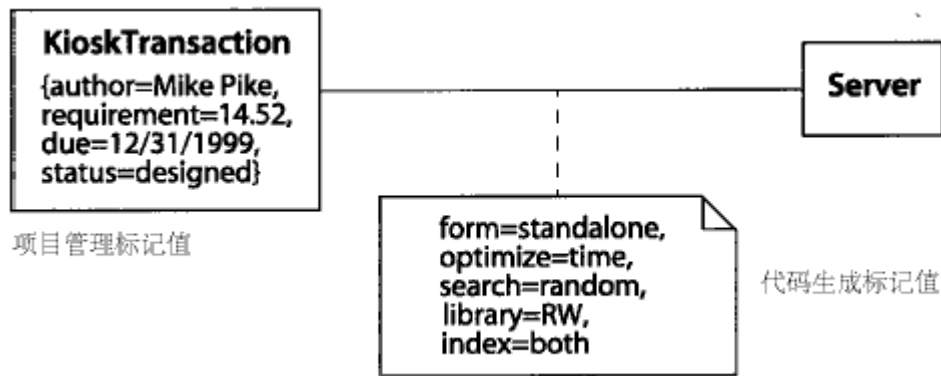 KioskTransaction
{author=Mike Pike,
requirement=14.52,
due=12/31/1999,
status=designed}
Server
项目管理标记值
form=standalone,
optimize=time,
search=random,
library=RW,
index=both
代码生成标记值